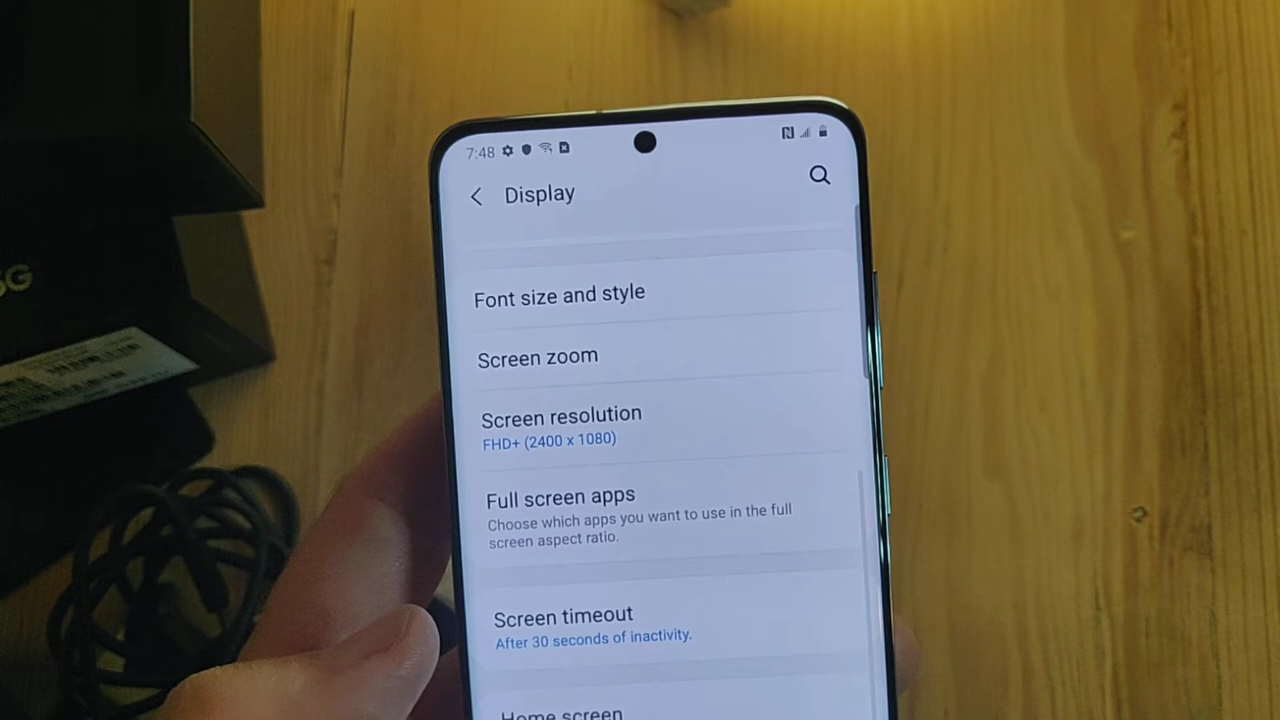 5G
7:48
Display
Font size and style
Screen zoom
Screen resolution
FHD+ (2400 x 1080)
Full screen apps
Choose which apps you want to use in the full
screen aspect ratio.
Screen timeout
After 30 seconds of inactivity.
Home screen